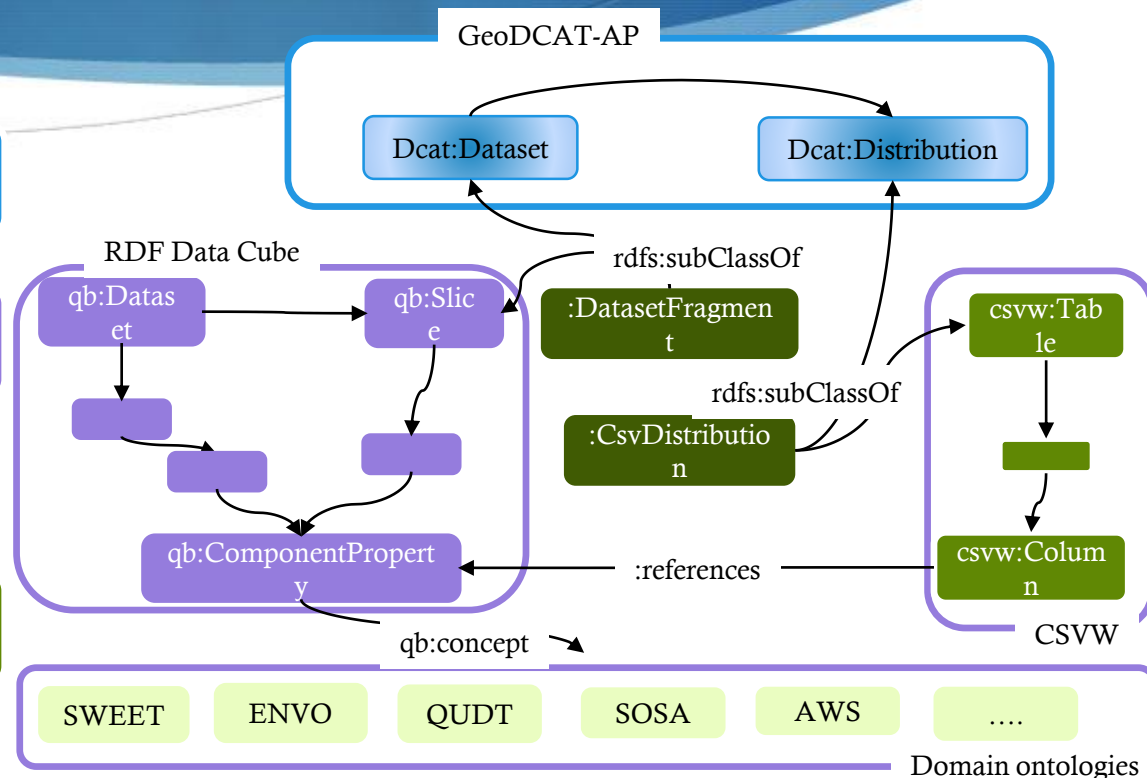 GeoDCAT-AP
Dcat:Dataset
Dcat:Distribution
RDF Data Cube
rdfs:subClassOf
qb:Datas
et
qb:Slic
e
:DatasetFragmen
t
csvw:Tab
le
rdfs:subClassOf
:CsvDistributio
n
qb:ComponentPropert
y
:references
csvw:Colum
n
qb:concept
CSVW
SWEET
ENVO
QUDT
SOSA
AWS
....
Domain ontologies